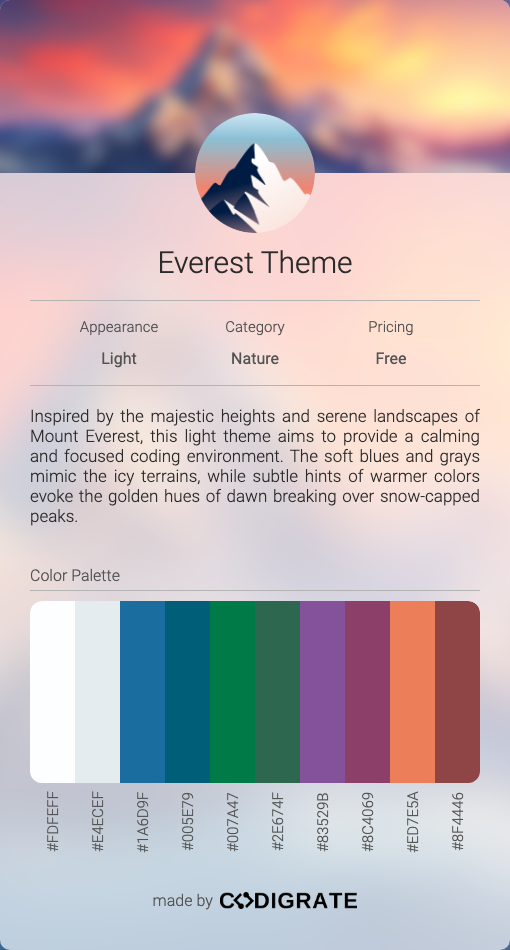 Everest Theme
Appearance Category Pricing
Light Nature Free
Inspired by the majestic heights and serene landscapes of
Mount Everest, this light theme aims to provide a calming
and focused coding environment. The soft blues and grays
mimic the icy terrains, while subtle hints of warmer colors
evoke the golden hues of dawn breaking over snow-capped
peaks.
Color Palette
#FDFEFF
#E4ECEF
#1A6D9F
#005E79
#007A47
#2E674F
#83529B
#8C4069
#ED7E5A
#8F4446
made by CODIGRATE